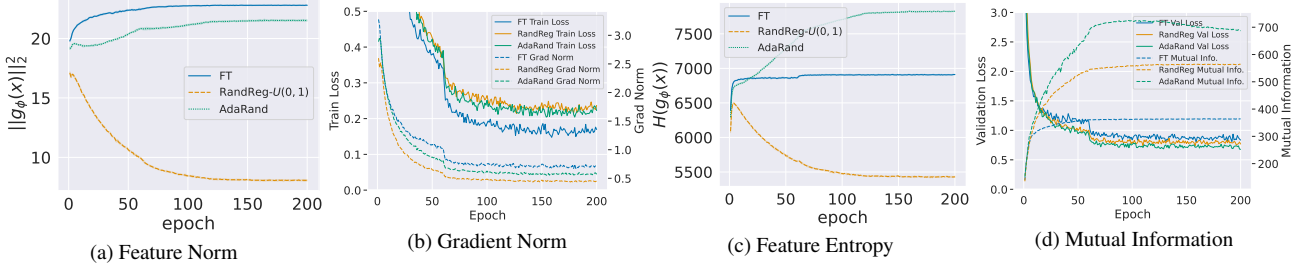 ||g_ϕ(x)||²₂
20
15
10
0
50
100
150
200
epoch
FT
RandReg-U(0, 1)
AdaRand
(a) Feature Norm
Train Loss
0.5
0.4
0.3
0.2
0.1
0.0
0
50
100
150
200
Epoch
3.0
2.5
2.0
1.5
1.0
0.5
Grad Norm
FT Train Loss
RandReg Train Loss
AdaRand Train Loss
FT Grad Norm
RandReg Grad Norm
AdaRand Grad Norm
(b) Gradient Norm
H(g_ϕ(x))
7500
7000
6500
6000
5500
0
50
100
150
200
epoch
FT
RandReg-U(0, 1)
AdaRand
(c) Feature Entropy
Validation Loss
3.0
2.5
2.0
1.5
1.0
0.5
0.0
0
50
100
150
200
Epoch
700
600
500
400
300
200
Mutual Information
FT Val Loss
RandReg Val Loss
AdaRand Val Loss
FT Mutual Info.
RandReg Mutual Info.
AdaRand Mutual Info.
(d) Mutual Information